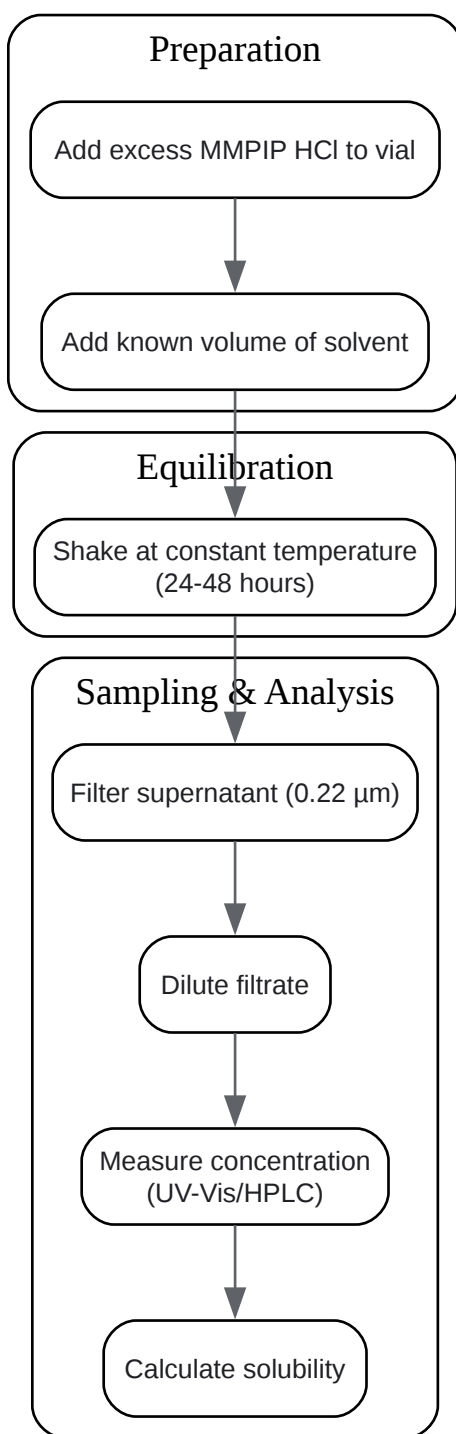 Preparation
Add excess MMPIP HCl to vial
Add known volume of solvent
Equilibration
Shake at constant temperature
(24-48 hours)
Sampling & Analysis
Filter supernatant (0.22 µm)
Dilute filtrate
Measure concentration
(UV-Vis/HPLC)
Calculate solubility